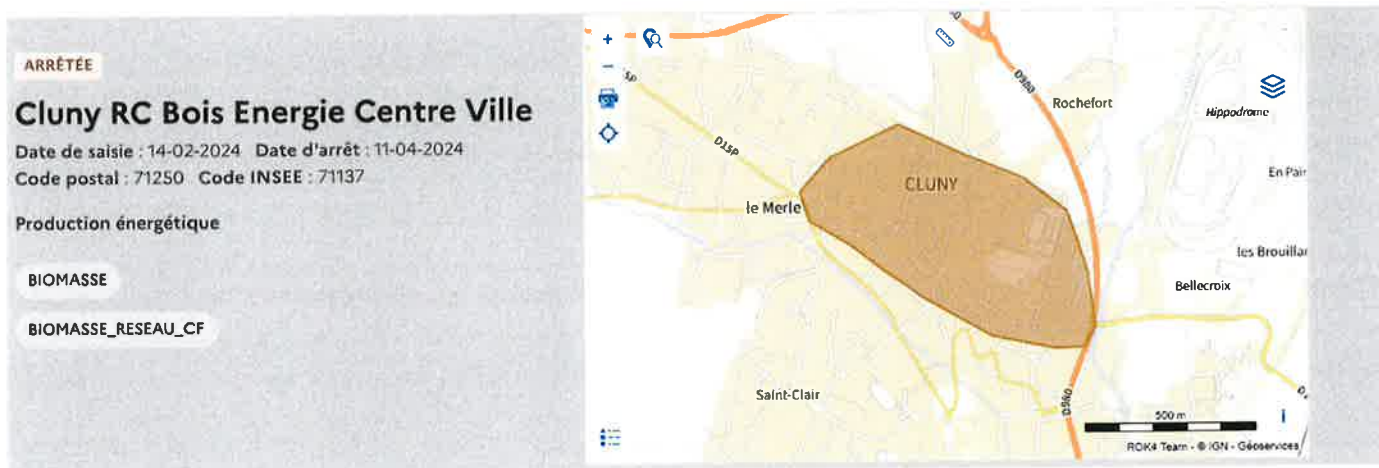 ARRÊTÉE
Cluny RC Bois Energie Centre Ville
Date de saisie : 14-02-2024 Date d'arrêt : 11-04-2024
Code postal : 71250 Code INSEE : 71137
Production énergétique
BIOMASSE
BIOMASSE_RESEAU_CF
D980
Rochefort
Hippodrome
D15P
CLUNY
En Pair
le Merle
les Brouillar
Bellecroix
Saint-Clair
D980
500 m
ROK4 Team - © IGN - Géoservices